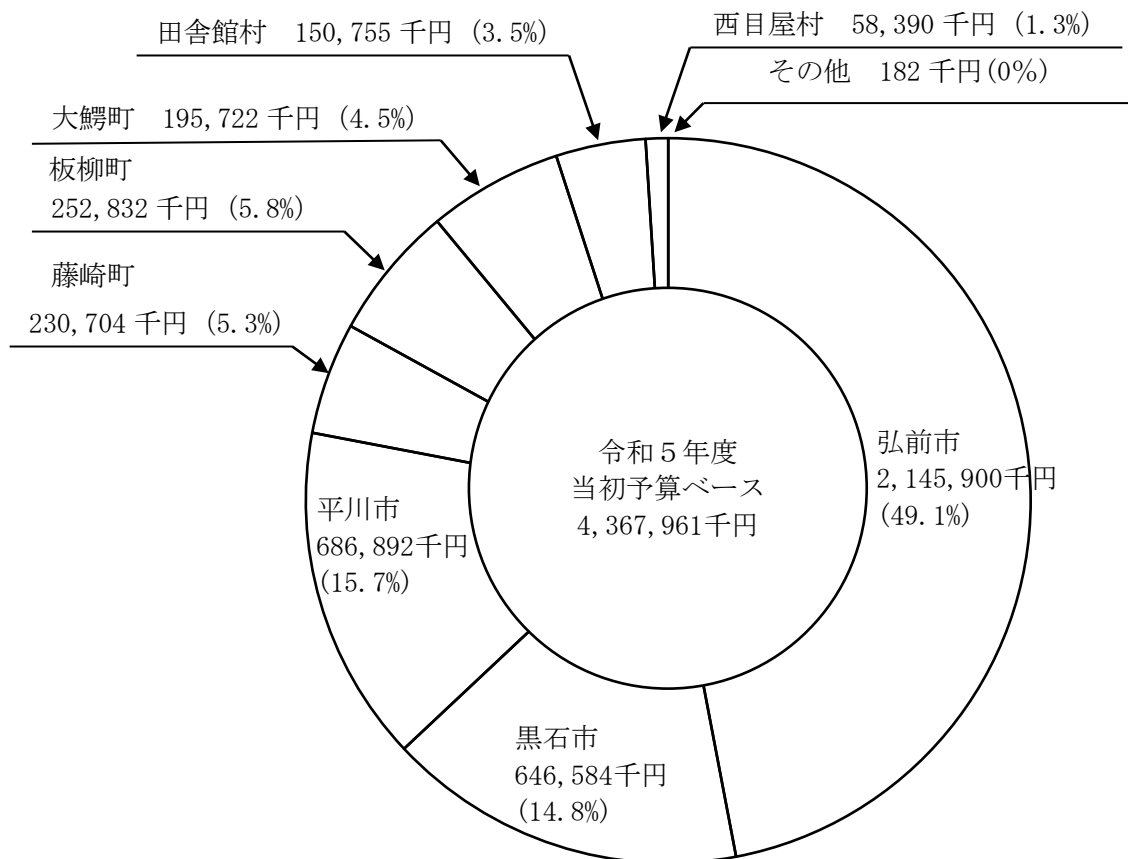 田舎館村　150,755 千円 (3.5%)
西目屋村　58,390 千円 (1.3%)
その他　182 千円(0％)
大鰐町　195,722 千円 (4.5%)
板柳町
252,832 千円 (5.8%)
藤崎町
230,704 千円 (5.3%)
令和５年度
当初予算ベース
4,367,961千円
弘前市
2,145,900千円
(49.1%)
平川市
686,892千円
(15.7%)
黒石市
646,584千円
(14.8%)